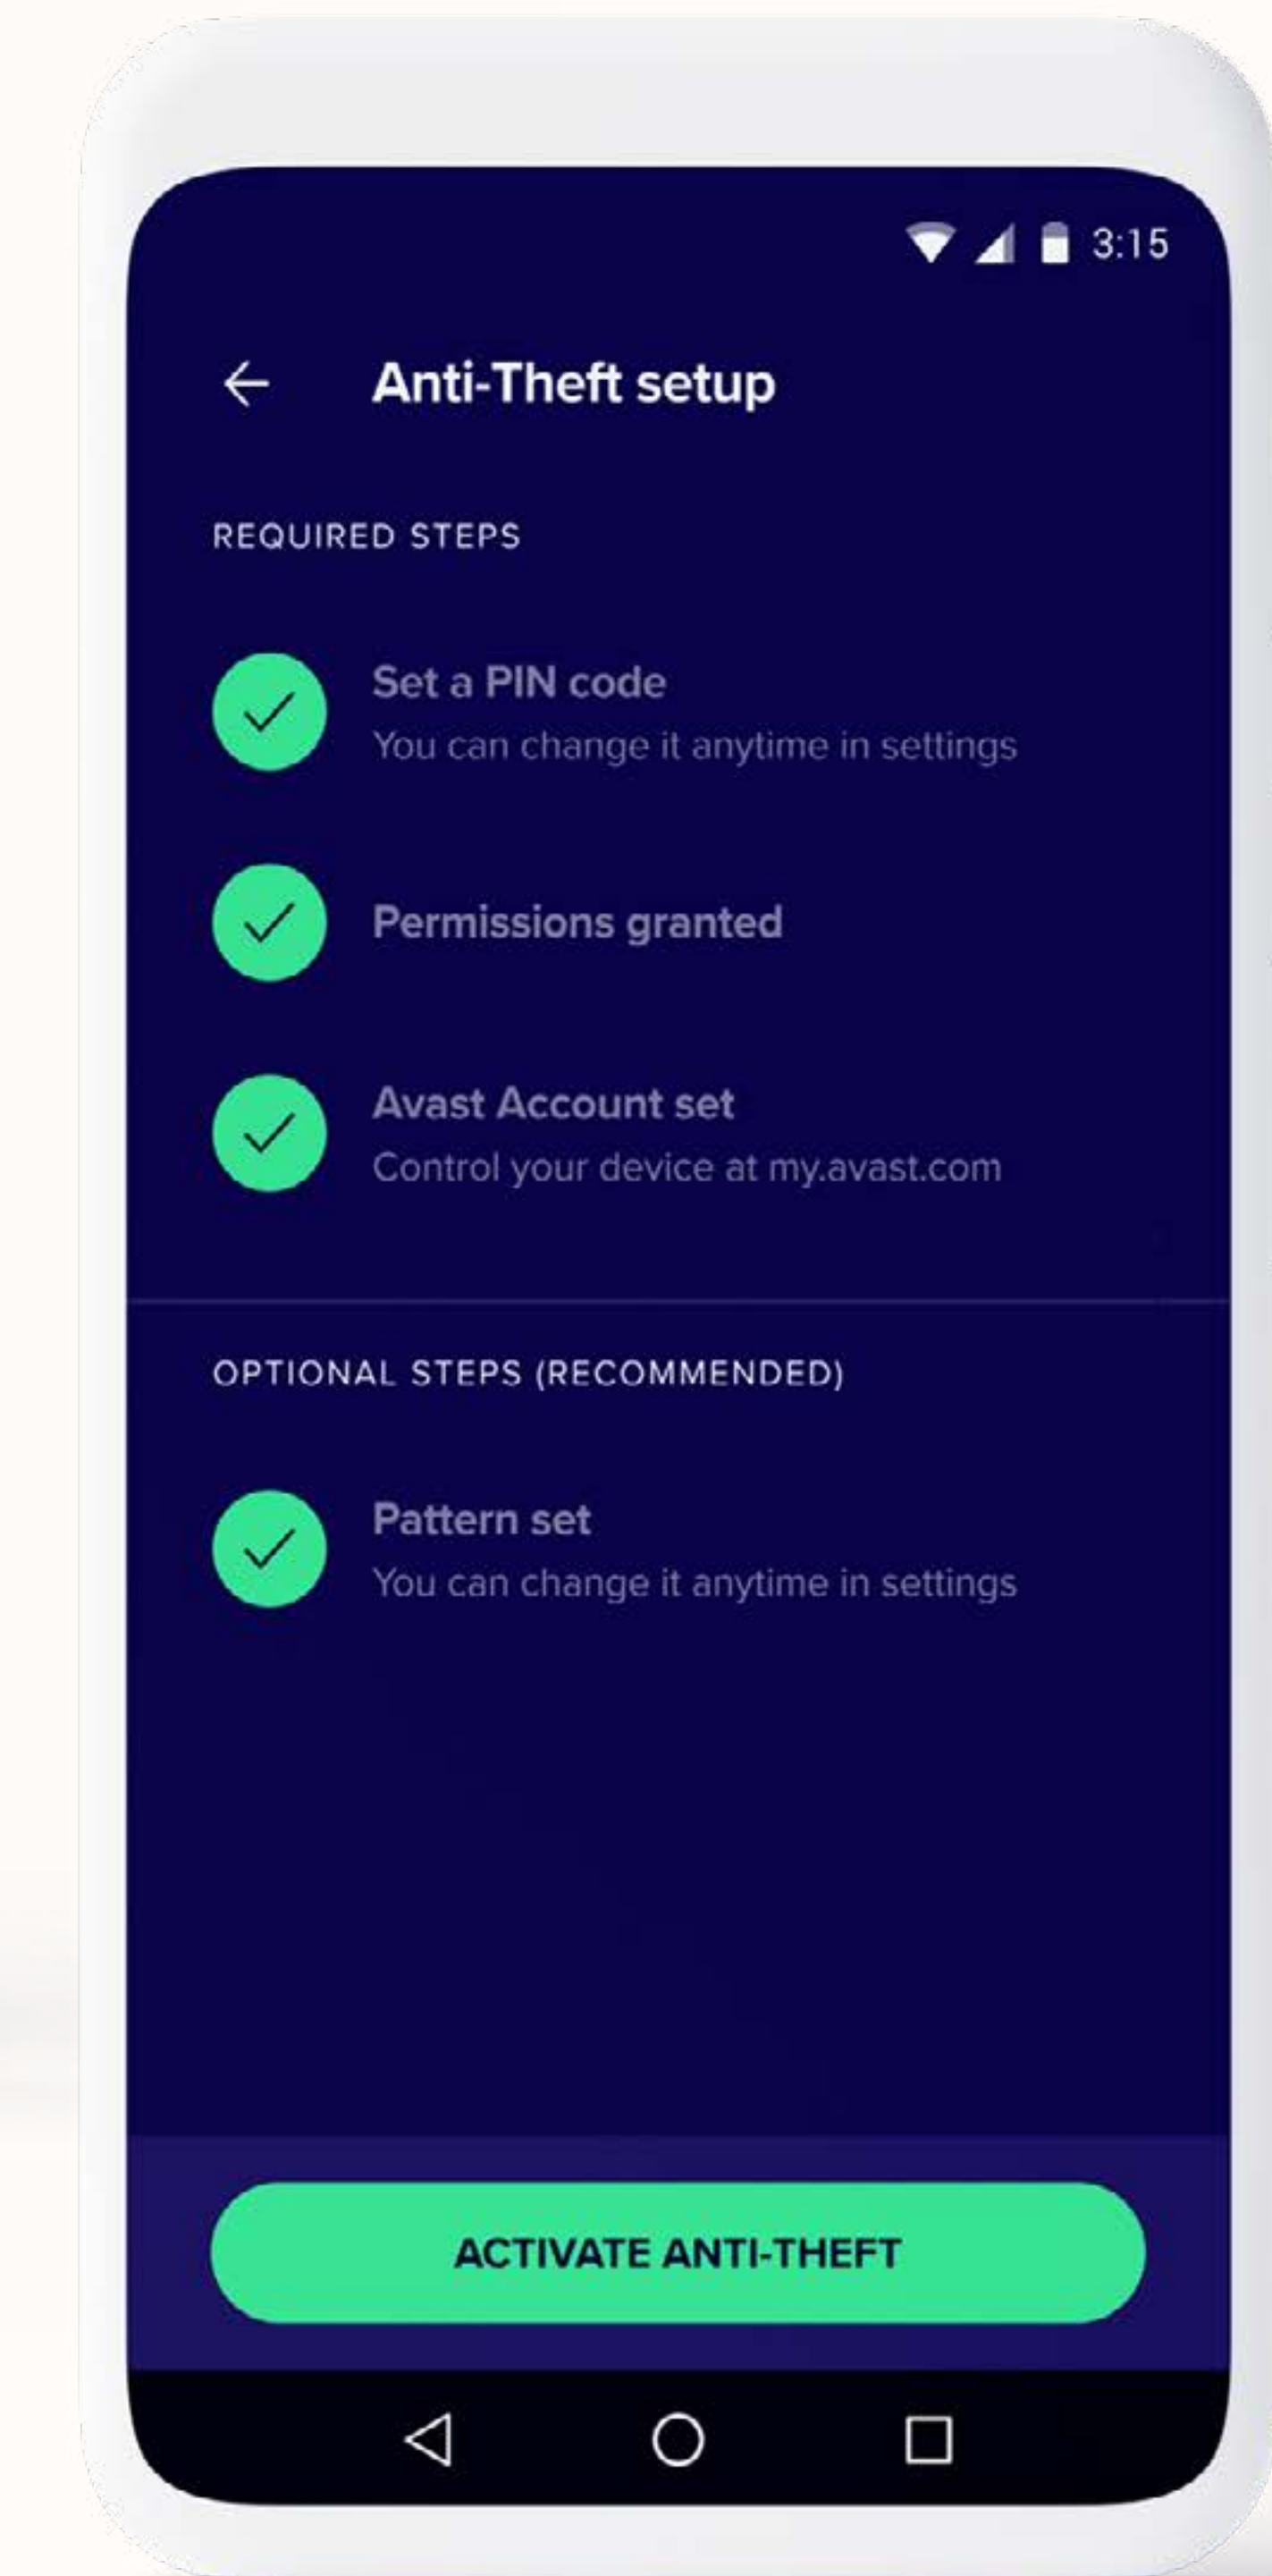 3:15
Anti-Theft setup
REQUIRED STEPS
Set a PIN code
You can change it anytime in settings
Permissions granted
Avast Account set
Control your device at my.avast.com
OPTIONAL STEPS (RECOMMENDED)
Pattern set
You can change it anytime in settings
ACTIVATE ANTI-THEFT